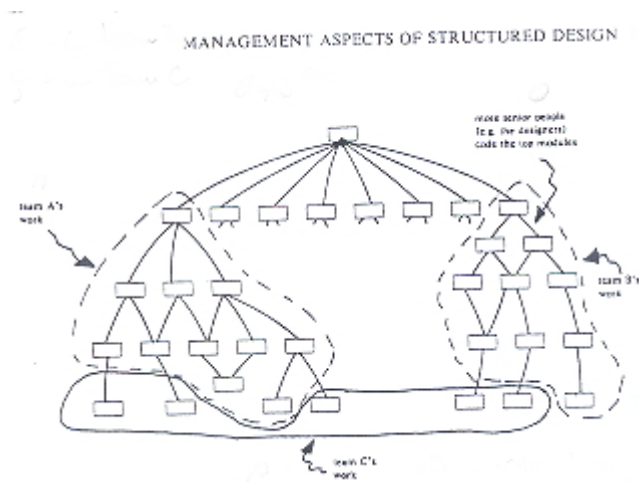 MANAGEMENT ASPECTS OF STRUCTURED DESIGN
more senior people
(e.g. the designers)
code the top modules
team A's
work
team B's
work
team C's
work